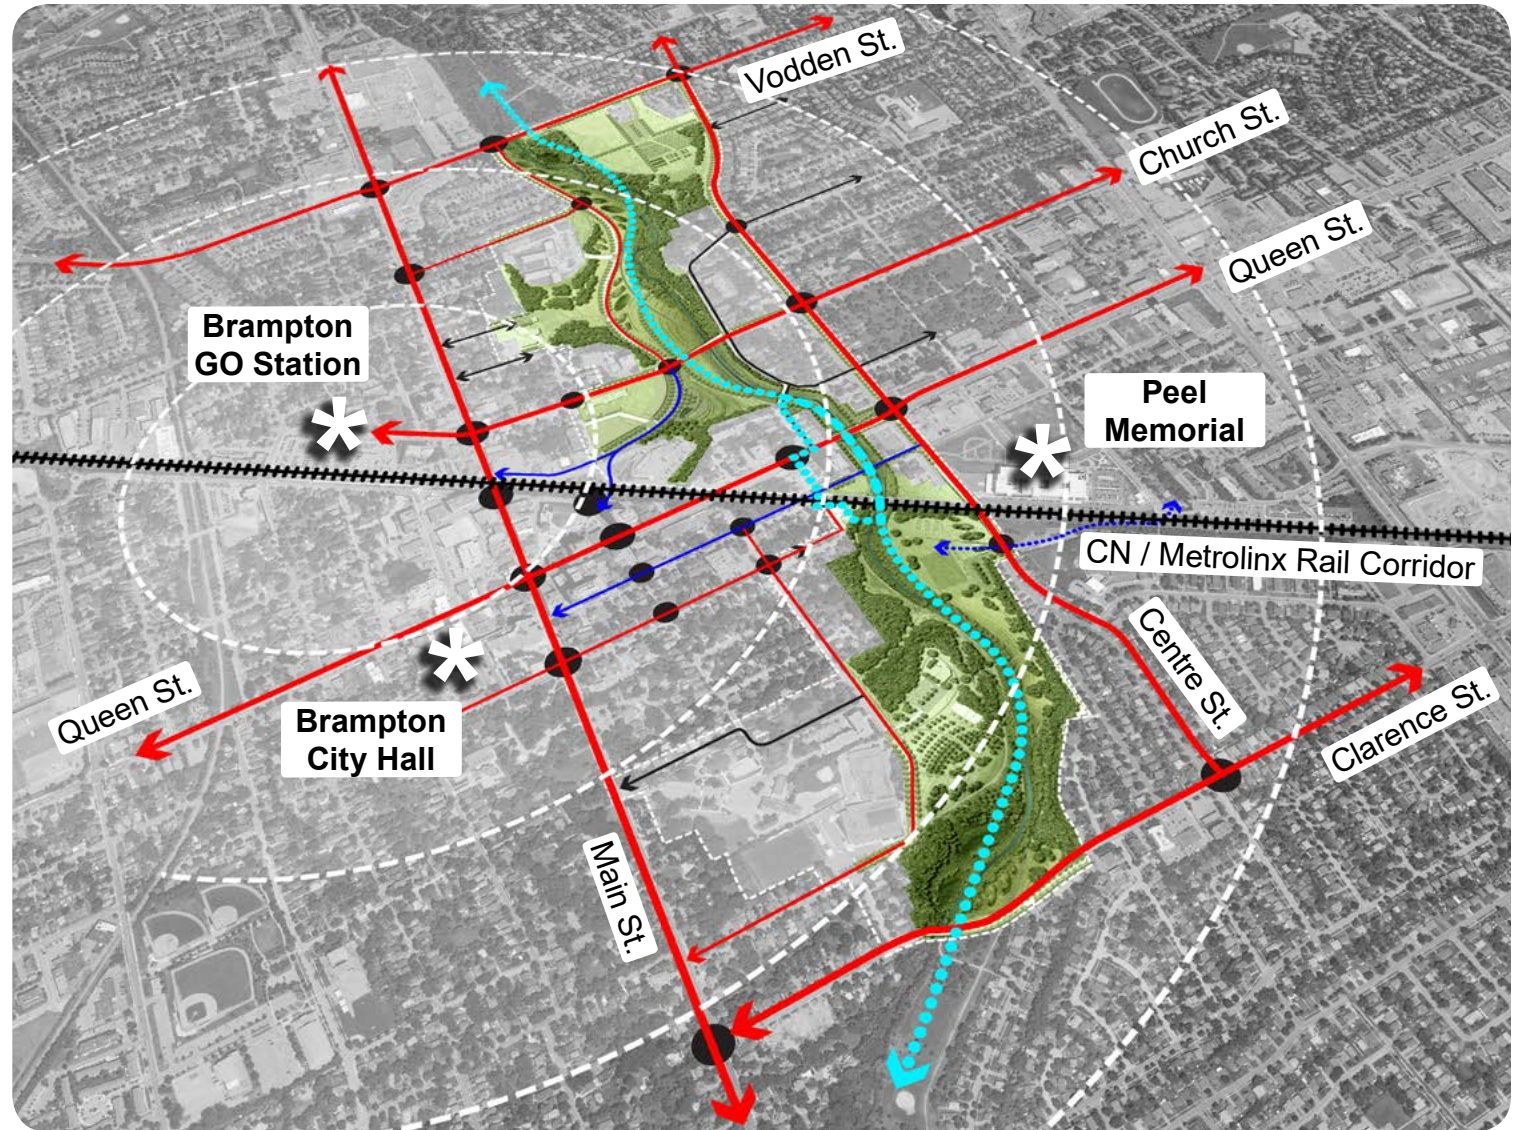 Vodden St.
Church St.
Queen St.
Brampton
GO Station
Peel
Memorial
CN / Metrolinx Rail Corridor
Centre St.
Clarence St.
Queen St.
Brampton
City Hall
Main St.